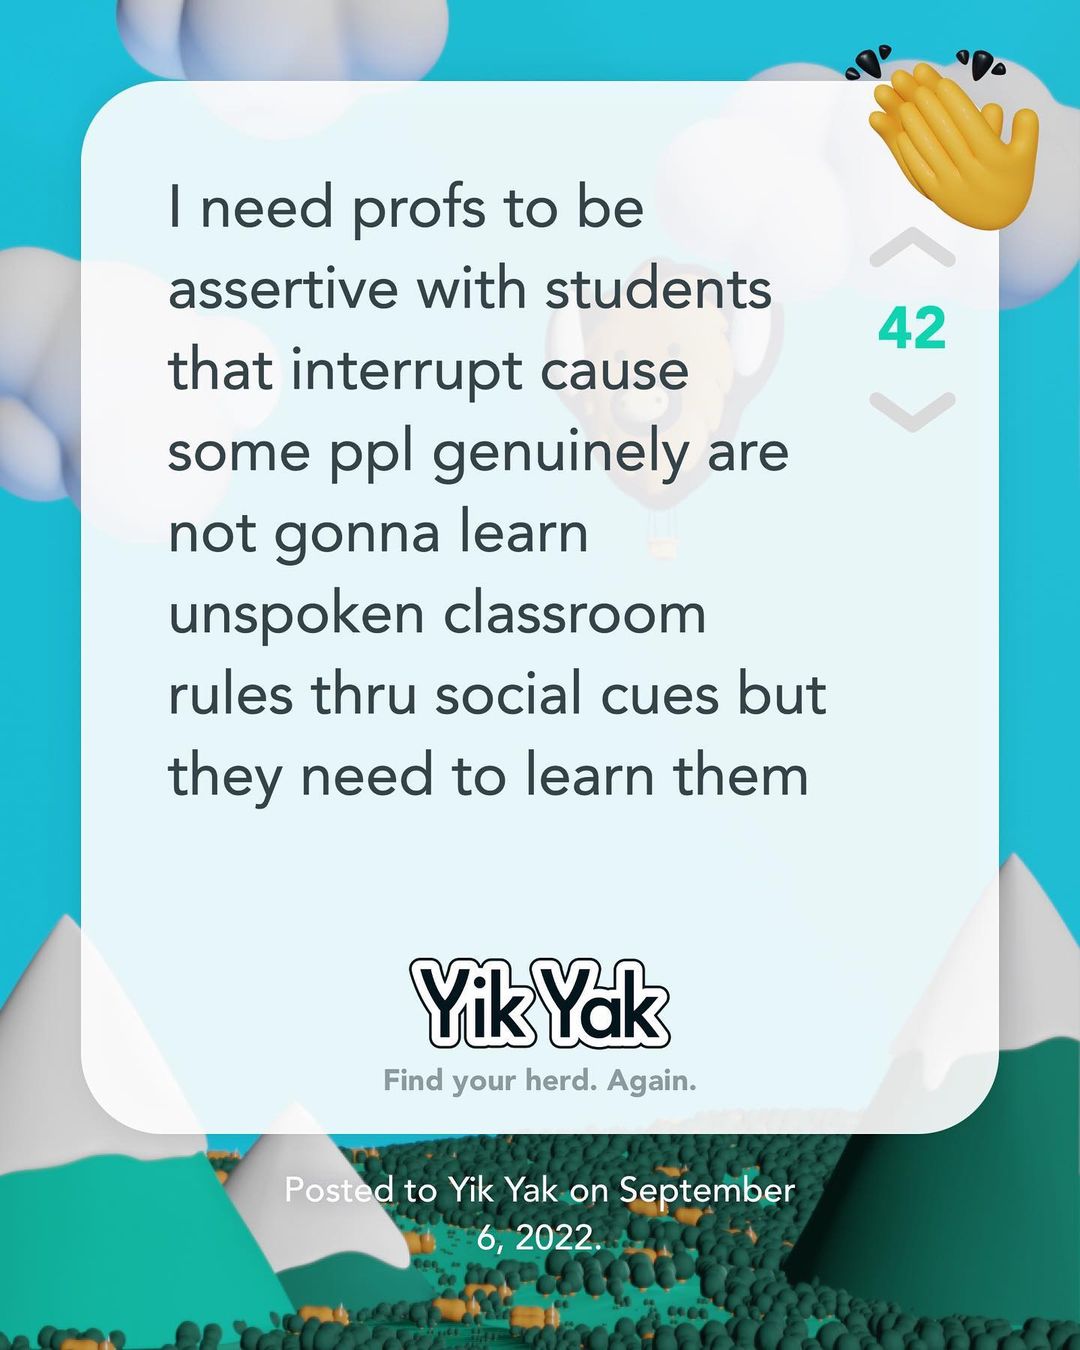 I need profs to be
assertive with students
that interrupt cause
some ppl genuinely are
not gonna learn
unspoken classroom
rules thru social cues but
they need to learn them
42
Yik Yak
Find your herd. Again.
Posted to Yik Yak on September
6, 2022.